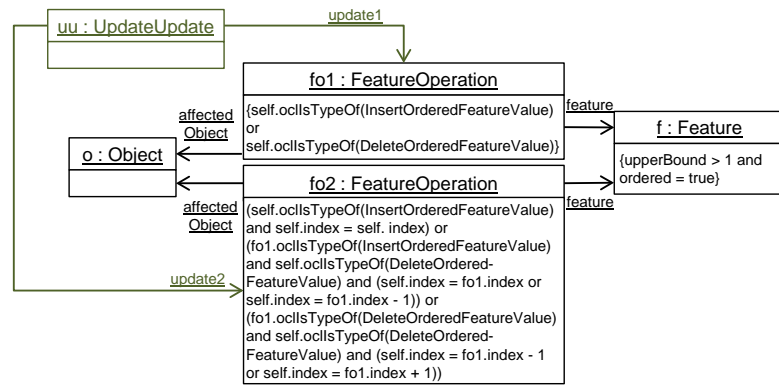 uu : UpdateUpdate
update1
fo1 : FeatureOperation
{self.oclIsTypeOf(InsertOrderedFeatureValue)
or
self.oclIsTypeOf(DeleteOrderedFeatureValue)}
affected
Object
feature
o : Object
f : Feature
{upperBound > 1 and
ordered = true}
fo2 : FeatureOperation
(self.oclIsTypeOf(InsertOrderedFeatureValue)
and self.index = self. index) or
(fo1.oclIsTypeOf(InsertOrderedFeatureValue)
and self.oclIsTypeOf(DeleteOrdered-
FeatureValue) and (self.index = fo1.index or
self.index = fo1.index - 1)) or
(fo1.oclIsTypeOf(DeleteOrderedFeatureValue)
and self.oclIsTypeOf(DeleteOrdered-
FeatureValue) and (self.index = fo1.index - 1
or self.index = fo1.index + 1))
affected
Object
feature
update2